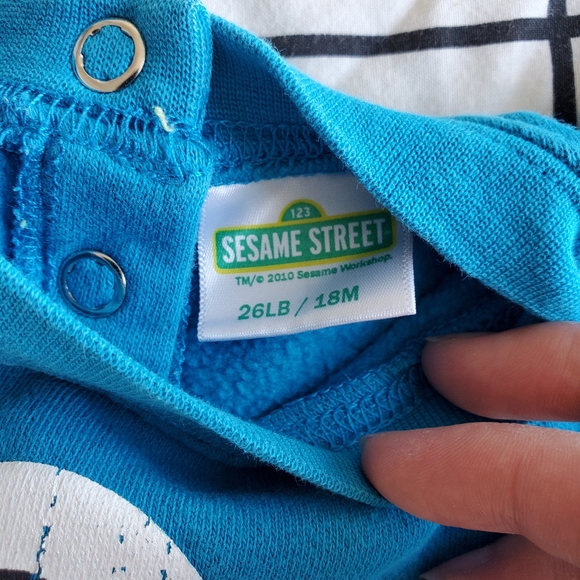 123
SESAME STREET
TM/© 2010 Sesame Workshop.
26LB / 18M